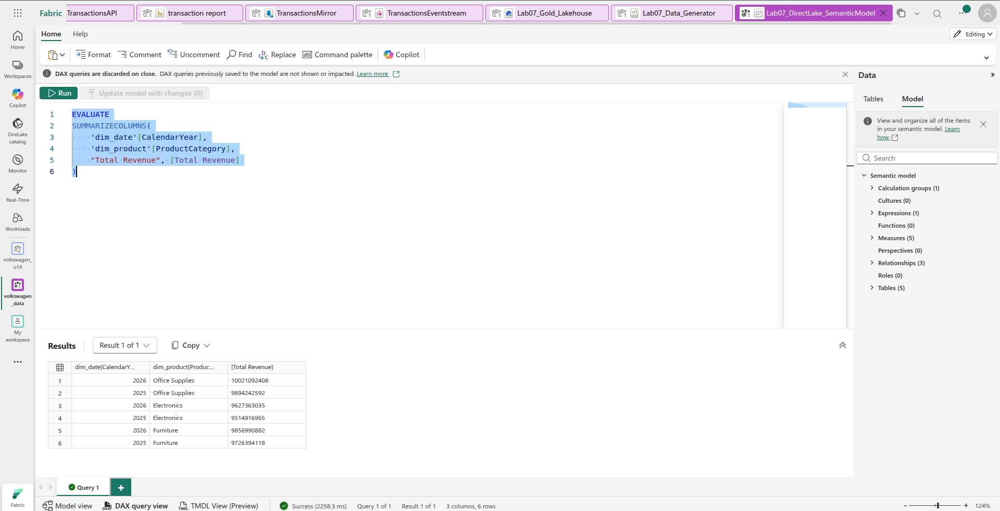 Fabric
TransactionsAPI
transaction report
TransactionsMirror
TransactionsEventstream
Lab07_Gold_Lakehouse
Lab07_Data_Generator
Lab07_DirectLake_SemanticModel
Home
Help
Editing
Format
Comment
Uncomment
Find
Replace
Command palette
Copilot
DAX queries are discarded on close. DAX queries previously saved to the model are not shown or impacted. Learn more
Run
Update model with changes (0)
1 EVALUATE
2 SUMMARIZECOLUMNS(
3 'dim_date'[CalendarYear],
4 'dim_product'[ProductCategory],
5 "Total Revenue", [Total Revenue]
6 )
Home
Workspaces
Copilot
OneLake
catalog
Monitor
Real-Time
Workloads
volkswagen_
u14
volkswagen
_data
My
workspace
Fabric
Data
Tables
Model
View and organize all of the items
in your semantic model. Learn
how
Search
Semantic model
Calculation groups (1)
Cultures (0)
Expressions (1)
Functions (0)
Measures (5)
Perspectives (0)
Relationships (3)
Roles (0)
Tables (5)
Results
Result 1 of 1
Copy
dim_date[CalendarY... dim_product[Produc... [Total Revenue]
1 2026 Office Supplies 10021092408
2 2025 Office Supplies 9894242592
3 2026 Electronics 9627363035
4 2025 Electronics 9514916965
5 2026 Furniture 9856990882
6 2025 Furniture 9726394118
Query 1
Model view
DAX query view
TMDL View (Preview)
Success (2258.3 ms)
Query 1 of 1
Result 1 of 1
3 columns, 6 rows
124%